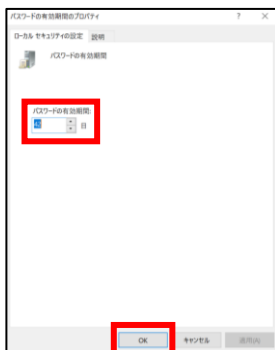 パスワードの有効期間のプロパティ
ローカル セキュリティの設定 説明
パスワードの有効期間
パスワードの有効期間:
42 日
OK キャンセル 適用(A)